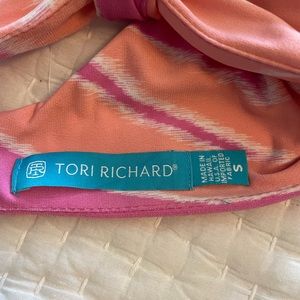 TORI RICHARD®
MADE IN
HAWAII,
U.S.A. OF
IMPORTED
FABRIC
S